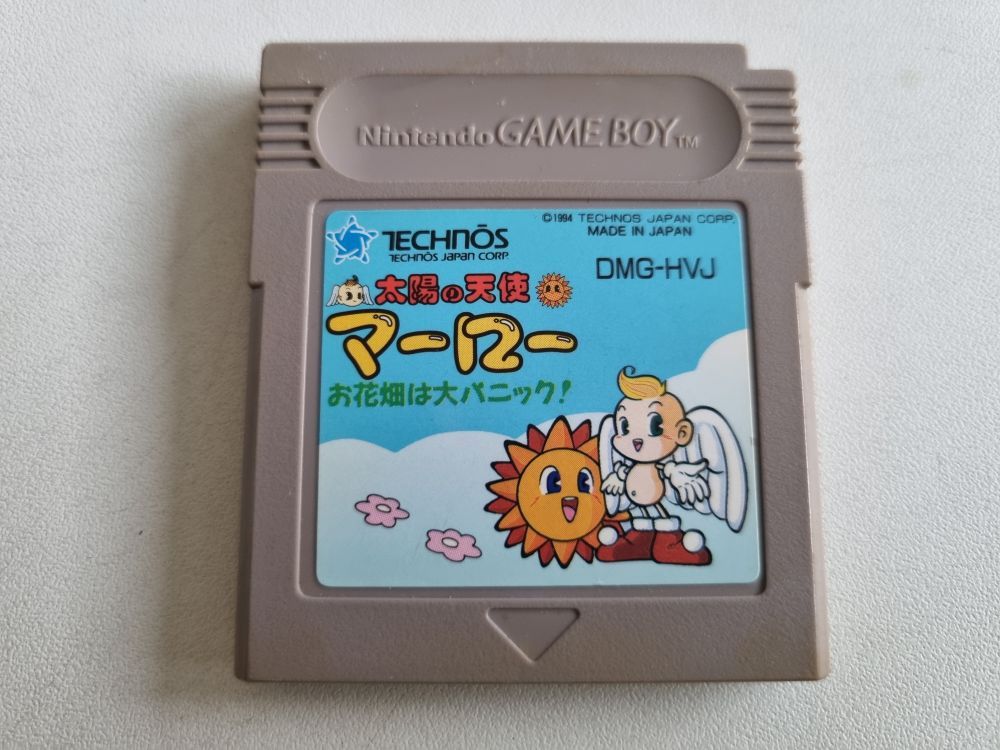 Nintendo GAME BOY TM
©1994 TECHNOS JAPAN CORP.
MADE IN JAPAN
TECHNŌS
TECHNŌS JAPAN CORP.
DMG-HVJ
太陽の天使
マーロー
お花畑は大パニック!